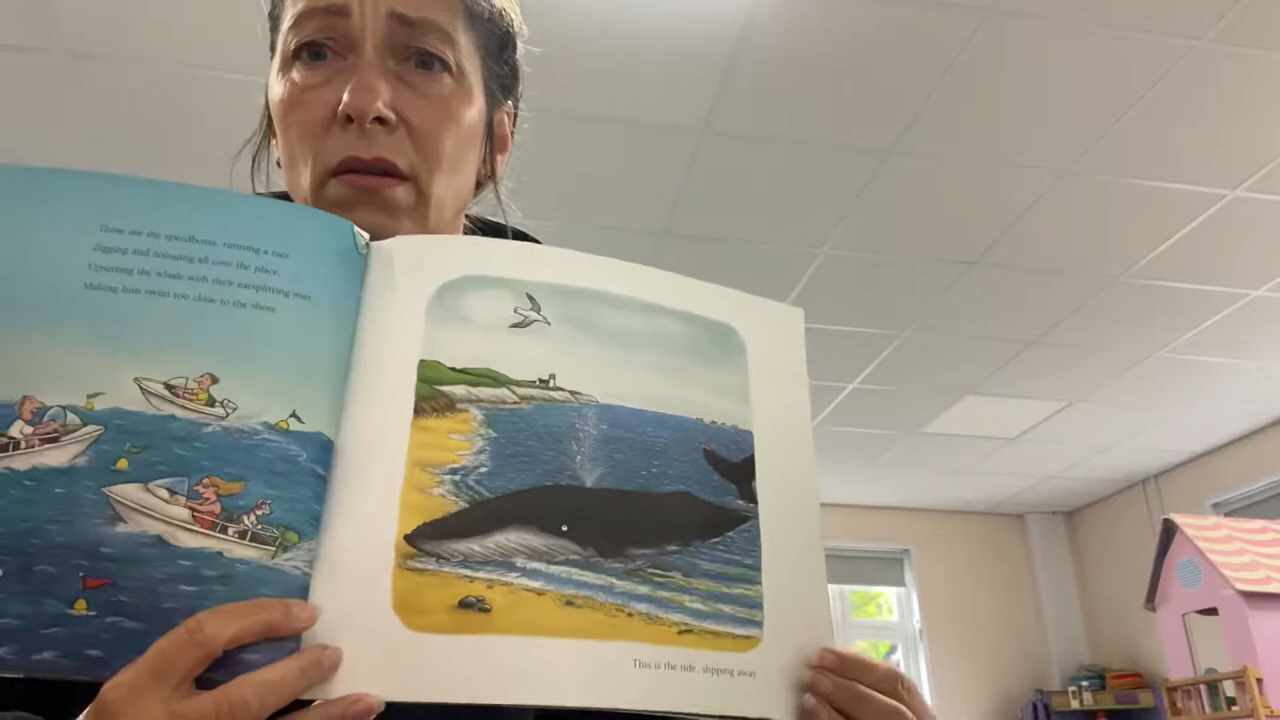 These are the speedboats, running a race
Zigging and zooming all over the place,
Upsetting the whale with their earsplitting roar
Making him swim too close to the shore.
This is the tide, slipping away